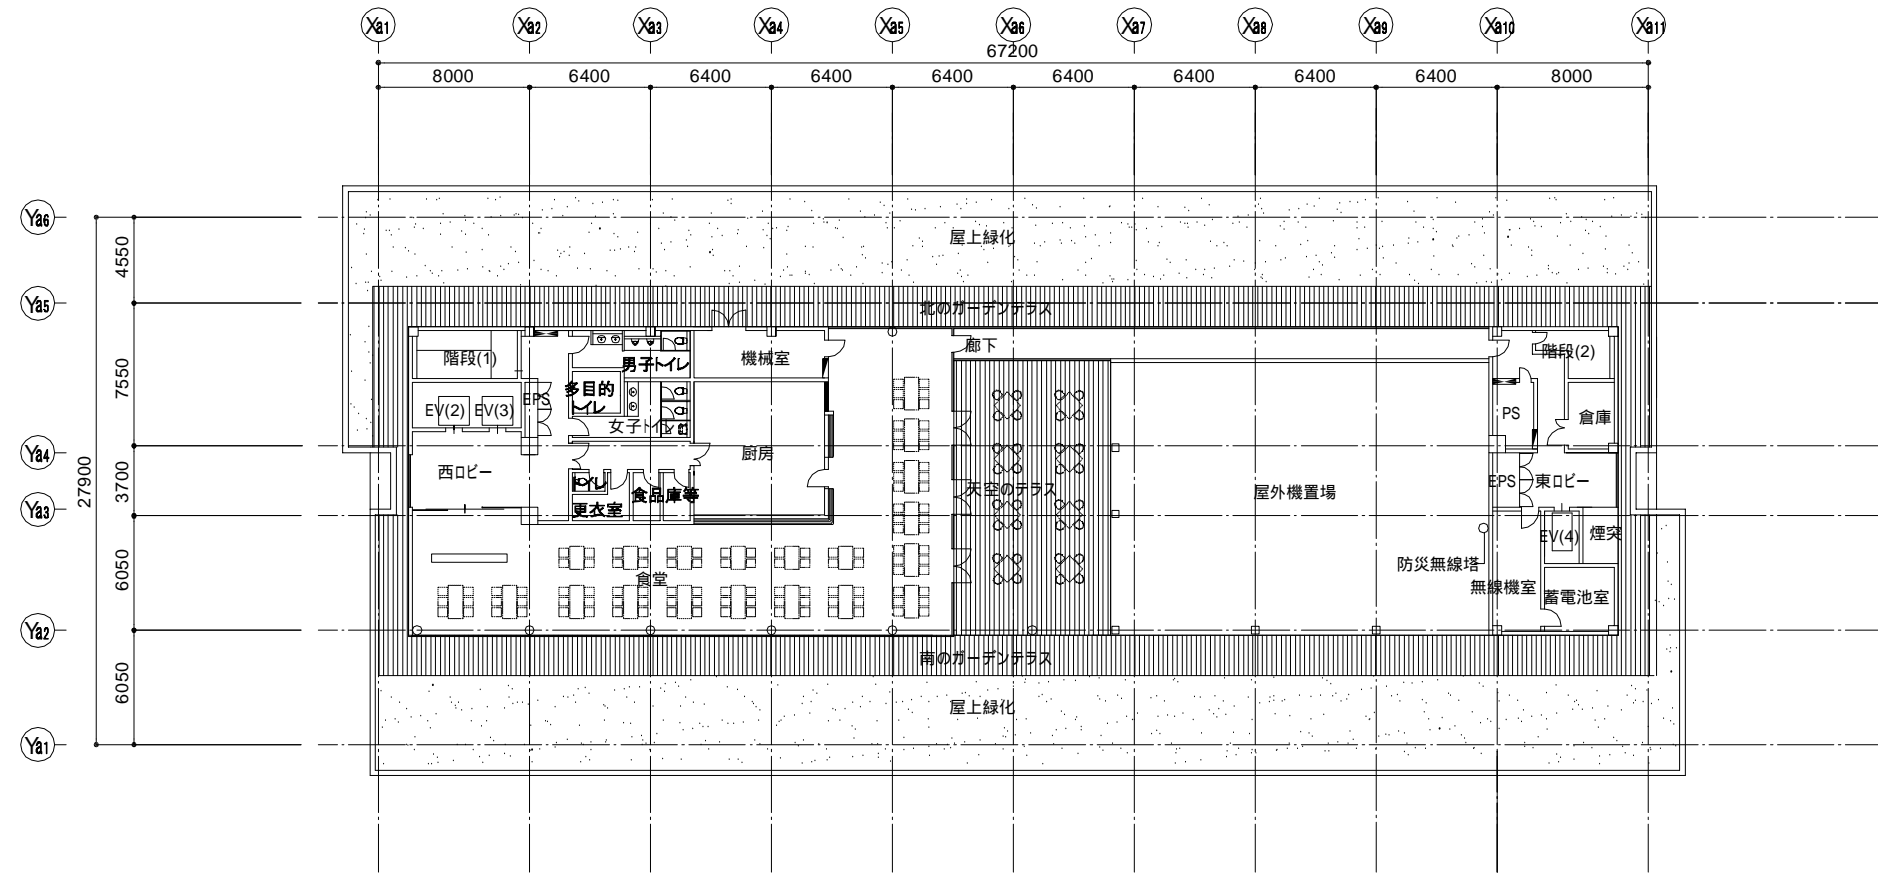 Xa1 Xa2 Xa3 Xa4 Xa5 Xa6 Xa7 Xa8 Xa9 Xa10 Xa11
67200
8000 6400 6400 6400 6400 6400 6400 6400 6400 8000
Ya6
屋上緑化
4550
Ya5
北のガーデンテラス
廊下
階段(1)
男子トイレ
機械室
階段(2)
7550
多目的
トイレ
EPS
EV(2) EV(3)
PS
倉庫
女子トイレ
Ya4
厨房
西ロビー
27900
3700
トイレ
食品庫等
更衣室
天空のテラス
屋外機置場
EPS
東ロビー
Ya3
EV(4)
煙突
防災無線塔
6050
食堂
無線機室
蓄電池室
Ya2
南のガーデンテラス
6050
屋上緑化
Ya1